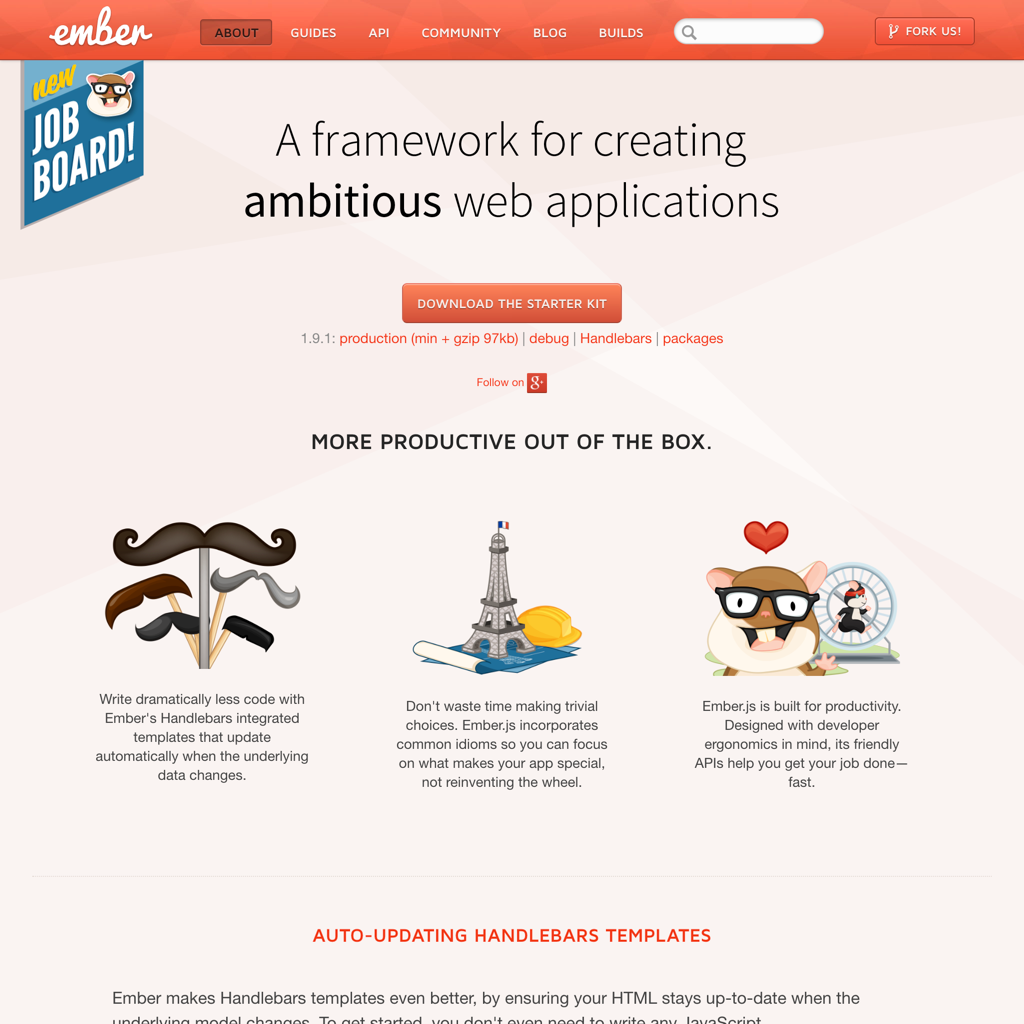 ember
ABOUT GUIDES API COMMUNITY BLOG BUILDS FORK US!
new
JOB
BOARD!
A framework for creating
ambitious web applications
DOWNLOAD THE STARTER KIT
1.9.1: production (min + gzip 97kb) | debug | Handlebars | packages
Follow on g+
MORE PRODUCTIVE OUT OF THE BOX.
Write dramatically less code with
Ember's Handlebars integrated
templates that update
automatically when the underlying
data changes.
Don't waste time making trivial
choices. Ember.js incorporates
common idioms so you can focus
on what makes your app special,
not reinventing the wheel.
Ember.js is built for productivity.
Designed with developer
ergonomics in mind, its friendly
APIs help you get your job done—
fast.
AUTO-UPDATING HANDLEBARS TEMPLATES
Ember makes Handlebars templates even better, by ensuring your HTML stays up-to-date when the
underlying model changes. To get started, you don't even need to write any JavaScript.